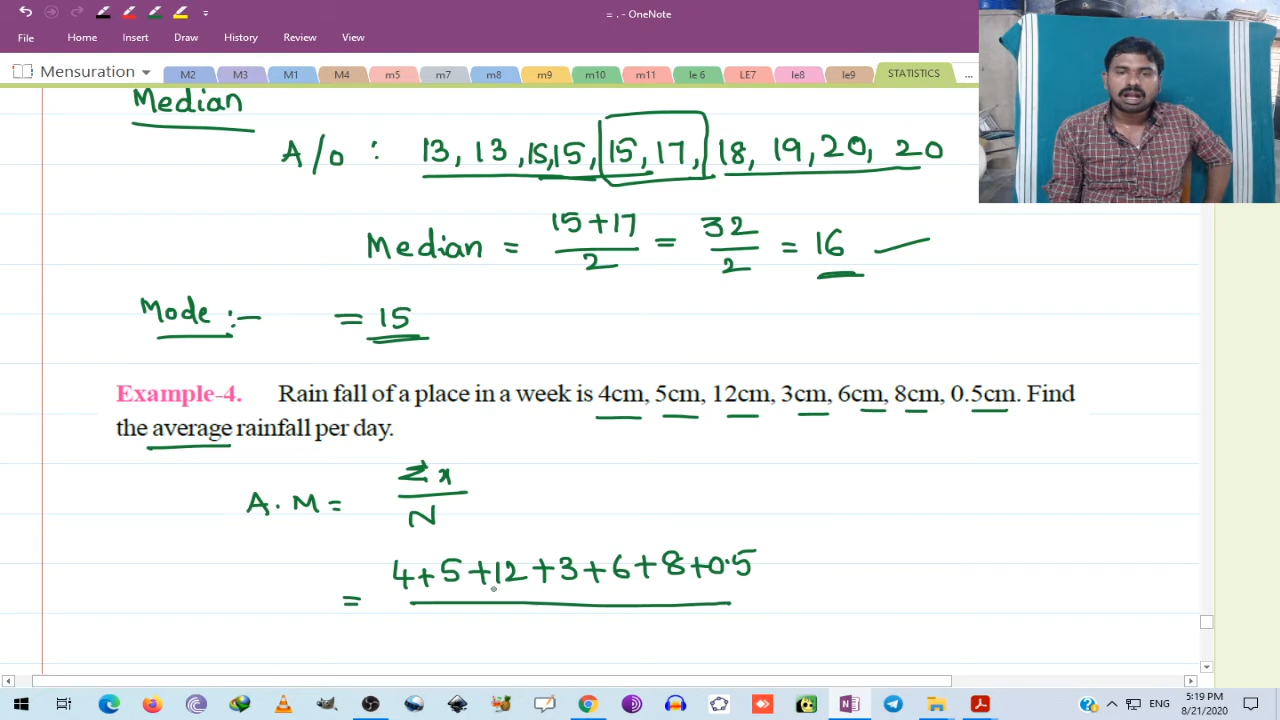 = . - OneNote
File Home Insert Draw History Review View
Mensuration M2 M3 M1 M4 m5 m7 m8 m9 m10 m11 le 6 LE7 le8 le9 STATISTICS ...
Median
A/o : 13, 13, 15, 15, 15, 17, 18, 19, 20, 20
Median = 15+17/2 = 32/2 = 16
Mode :- = 15
Example-4. Rain fall of a place in a week is 4cm, 5cm, 12cm, 3cm, 6cm, 8cm, 0.5cm. Find
the average rainfall per day.
A.M = Σx/N
= 4+5+12+3+6+8+0.5
5:19 PM
ENG
8/21/2020